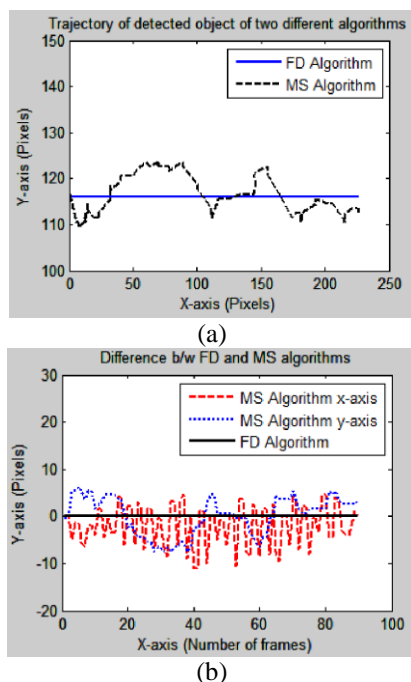 Trajectory of detected object of two different algorithms
150
140
130
120
110
100
Y-axis (Pixels)
FD Algorithm
MS Algorithm
0 50 100 150 200 250
X-axis (Pixels)
(a)
Difference b/w FD and MS algorithms
30
20
10
0
-10
-20
Y-axis (Pixels)
MS Algorithm x-axis
MS Algorithm y-axis
FD Algorithm
0 20 40 60 80 100
X-axis (Number of frames)
(b)